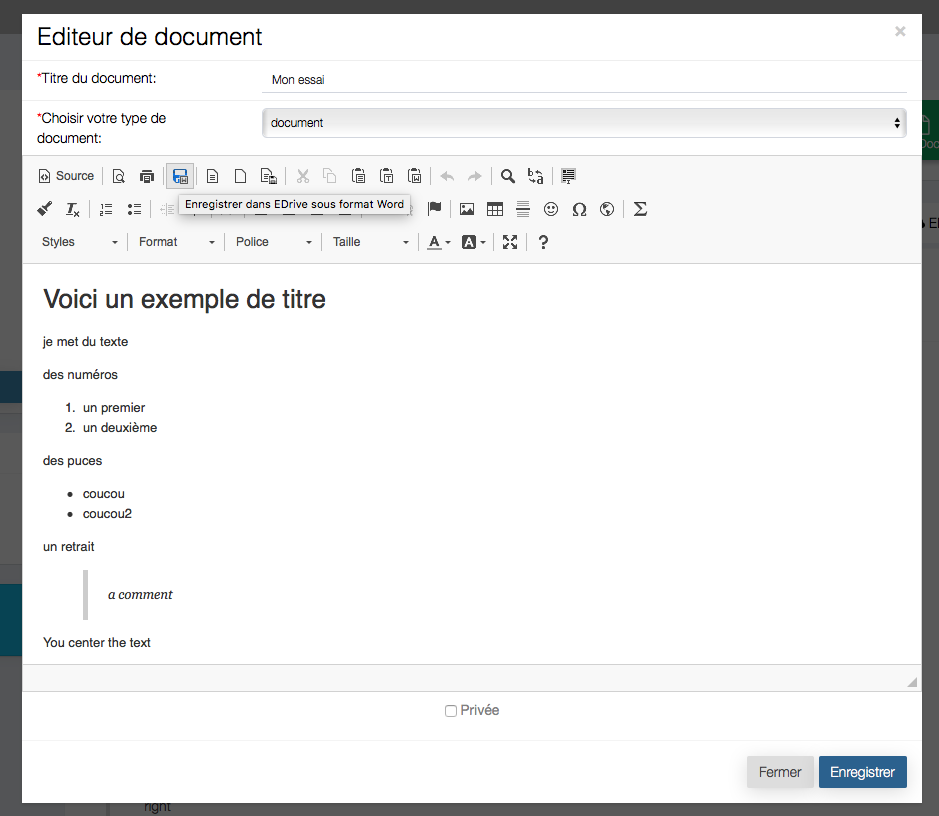 Editeur de document
×
*Titre du document:
Mon essai
*Choisir votre type de
document:
document
Source
Enregistrer dans EDrive sous format Word
Styles
Format
Police
Taille
Voici un exemple de titre
je met du texte
des numéros
1. un premier
2. un deuxième
des puces
• coucou
• coucou2
un retrait
a comment
You center the text
Privée
Fermer
Enregistrer
right